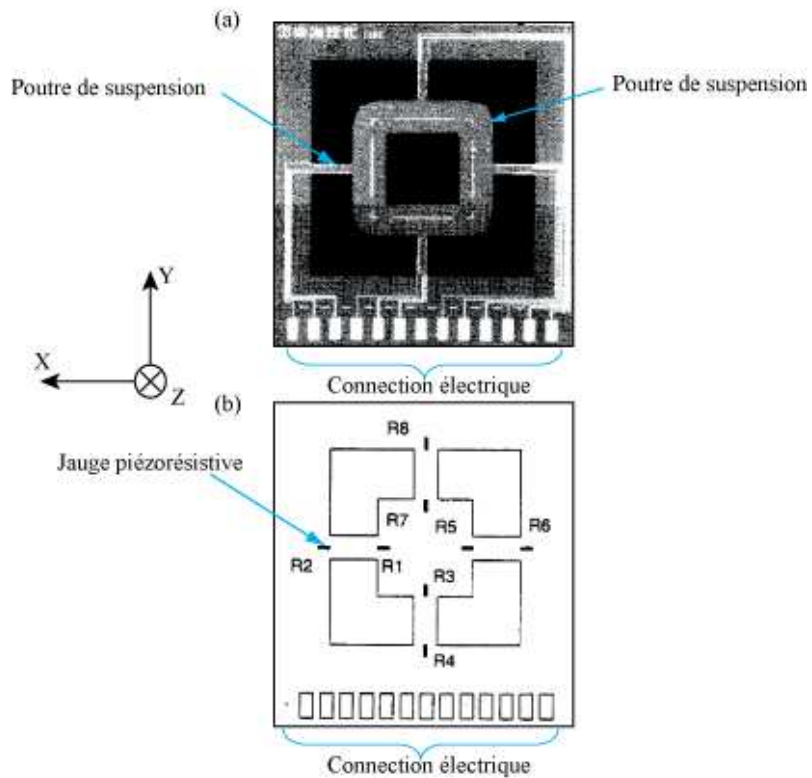 (a)
Poutre de suspension
Poutre de suspension
Y
X
Z
Connection électrique
(b)
R8
Jauge piézorésistive
R7
R5
R6
R2
R1
R3
R4
Connection électrique